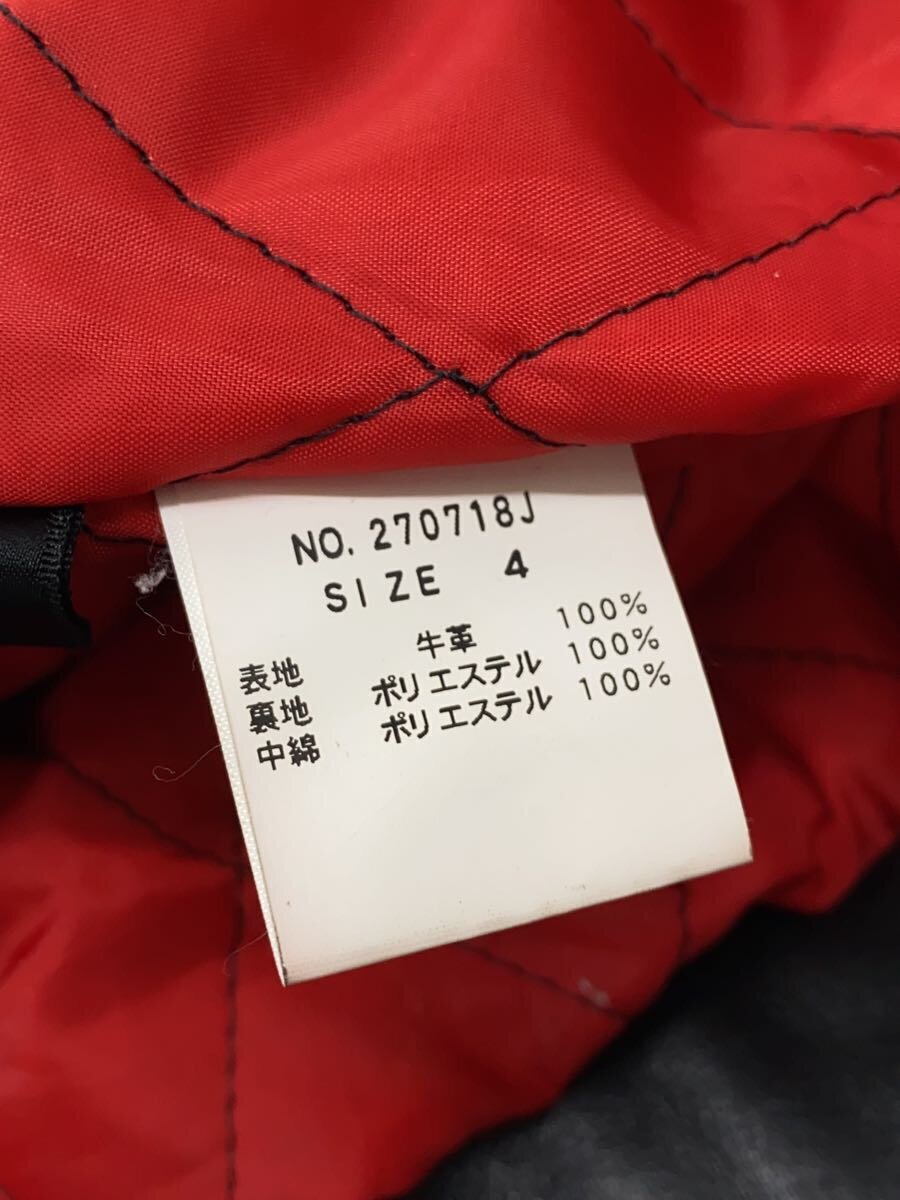 NO. 270718J
SIZE 4
表地 牛革 100%
裏地 ポリエステル 100%
中綿 ポリエステル 100%